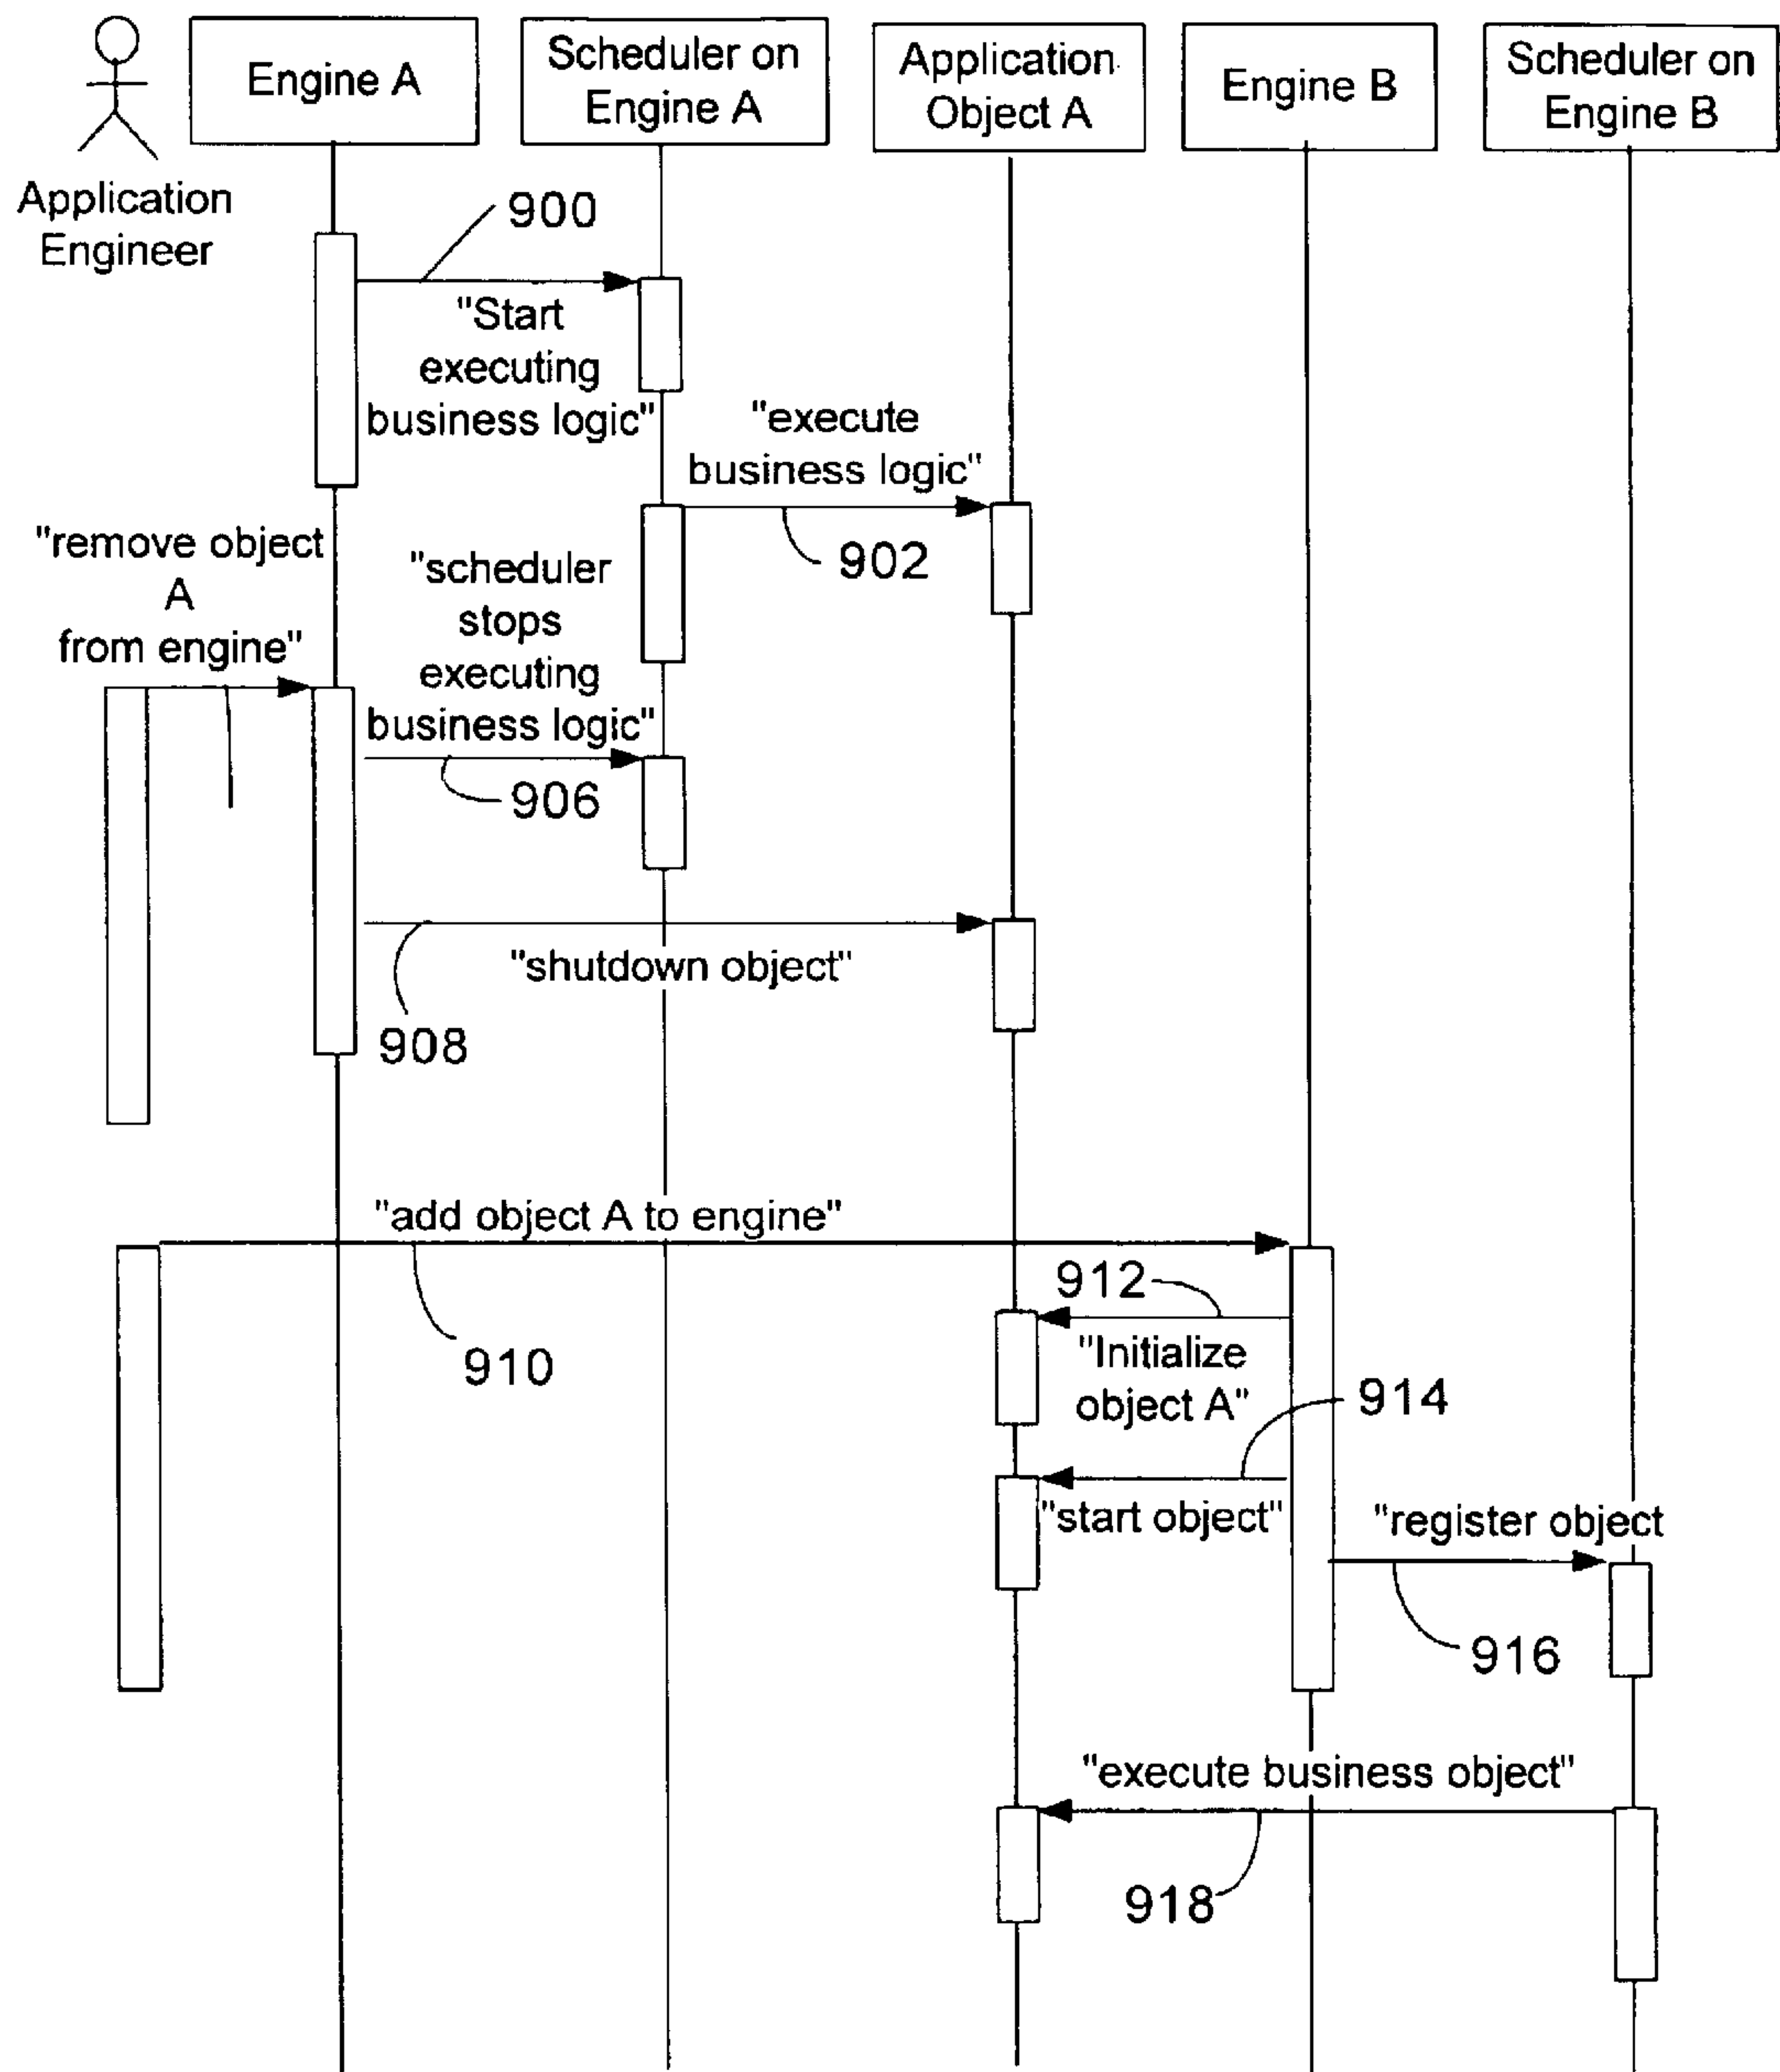 Application
Engineer
Engine A
Scheduler on
Engine A
Application
Object A
Engine B
Scheduler on
Engine B
900
"Start
executing
business logic"
"execute
business logic"
902
"remove object
A
from engine"
"scheduler
stops
executing
business logic"
906
"shutdown object"
908
"add object A to engine"
910
912
"Initialize
object A"
914
"start object"
"register object
916
"execute business object"
918